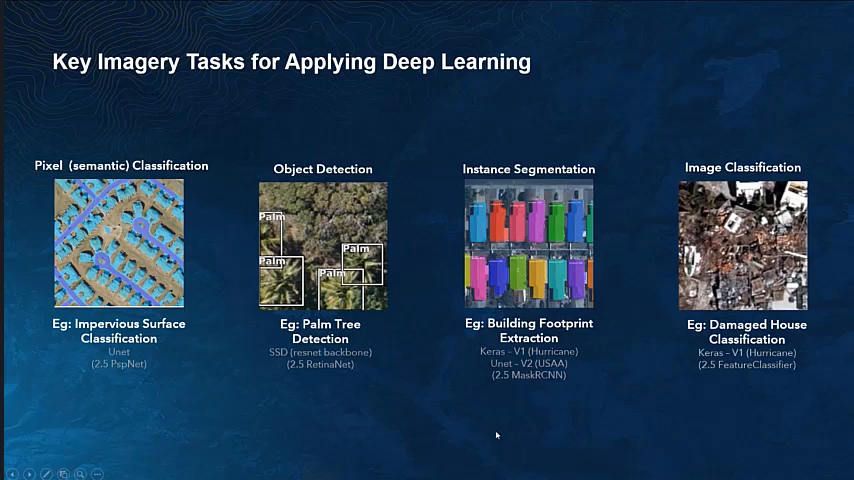 Key Imagery Tasks for Applying Deep Learning
Pixel (semantic) Classification
Eg: Impervious Surface
Classification
Unet
(2.5 PspNet)
Object Detection
Palm
Palm
Palm
Palm
Eg: Palm Tree
Detection
SSD (resnet backbone)
(2.5 RetinaNet)
Instance Segmentation
Eg: Building Footprint
Extraction
Keras - V1 (Hurricane)
Unet - V2 (USAA)
(2.5 MaskRCNN)
Image Classification
Eg: Damaged House
Classification
Keras - V1 (Hurricane)
(2.5 FeatureClassifier)